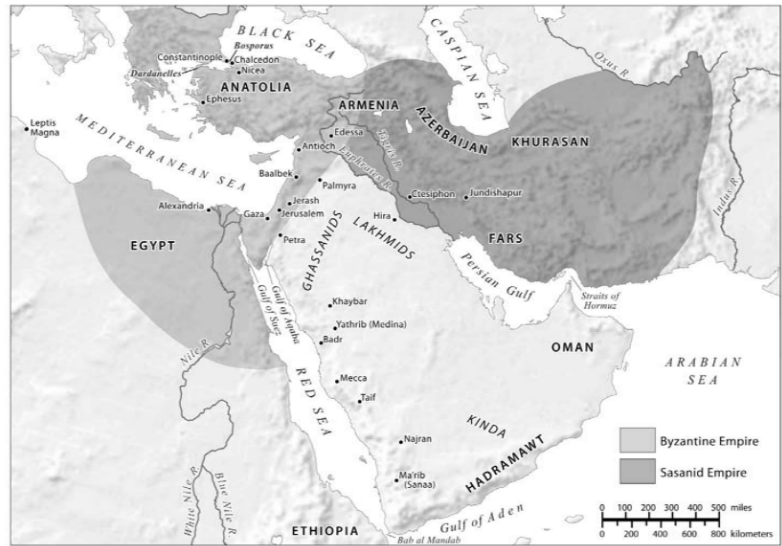 BLACK SEA
Bosporus
Constantinople
Chalcedon
Nicea
Dardanelles
ANATOLIA
Ephesus
CASPIAN SEA
Oxus R
ARMENIA
AZERBAIJAN
KHURASAN
Leptis
Magna
MEDITERRANEAN SEA
Edessa
Antioch
Tigris R.
Euphrates R.
Baalbek
Palmyra
Ctesiphon
Jundishapur
Indus R
Alexandria
Jerash
Gaza
Jerusalem
Hira
Petra
EGYPT
GHASSANIDS
LAKHMIDS
FARS
Persian Gulf
Straits of
Hormuz
Gulf of Suez
Gulf of Aqaba
Khaybar
Yathrib (Medina)
Badr
Nile R
OMAN
ARABIAN
SEA
RED SEA
Mecca
Taif
KINDA
Najran
HADRAMAWT
Ma'rib
(Sanaa)
White Nile R
Blue Nile R
ETHIOPIA
Gulf of Aden
Bab al Mandab
Byzantine Empire
Sasanid Empire
0 100 200 300 400 500 miles
0 200 400 600 800 kilometers